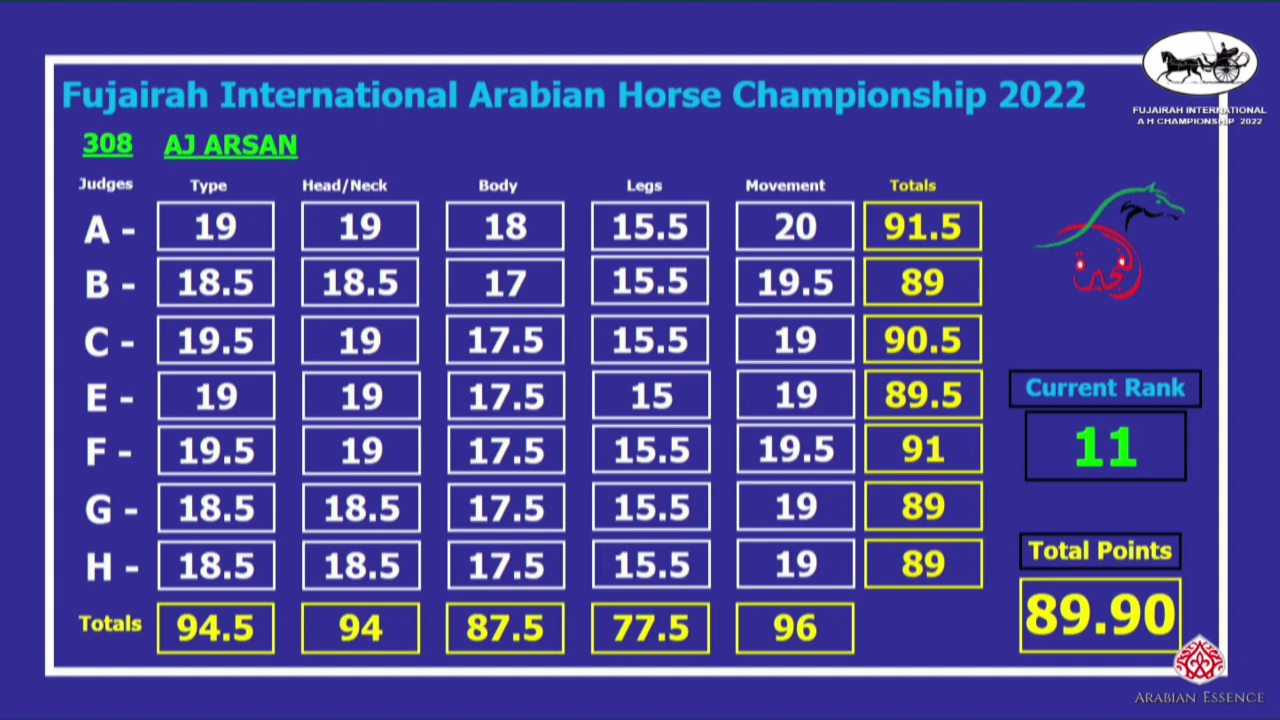 Fujairah International Arabian Horse Championship 2022
FUJAIRAH INTERNATIONAL
A H CHAMPIONSHIP 2022
308 AJ ARSAN
Judges Type Head/Neck Body Legs Movement Totals
A - 19 19 18 15.5 20 91.5
B - 18.5 18.5 17 15.5 19.5 89
C - 19.5 19 17.5 15.5 19 90.5
E - 19 19 17.5 15 19 89.5
F - 19.5 19 17.5 15.5 19.5 91
G - 18.5 18.5 17.5 15.5 19 89
H - 18.5 18.5 17.5 15.5 19 89
Totals 94.5 94 87.5 77.5 96
الفجيرة
Current Rank
11
Total Points
89.90
ARABIAN ESSENCE